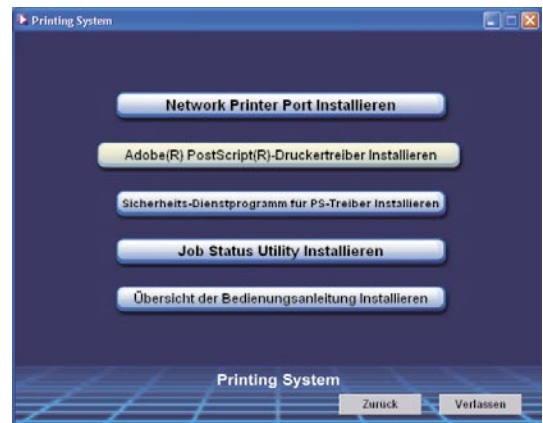 Printing System
Network Printer Port Installieren
Adobe(R) PostScript(R)-Druckertreiber Installieren
Sicherheits-Dienstprogramm für PS-Treiber Installieren
Job Status Utility Installieren
Übersicht der Bedienungsanleitung Installieren
Printing System
Zurück Verlassen